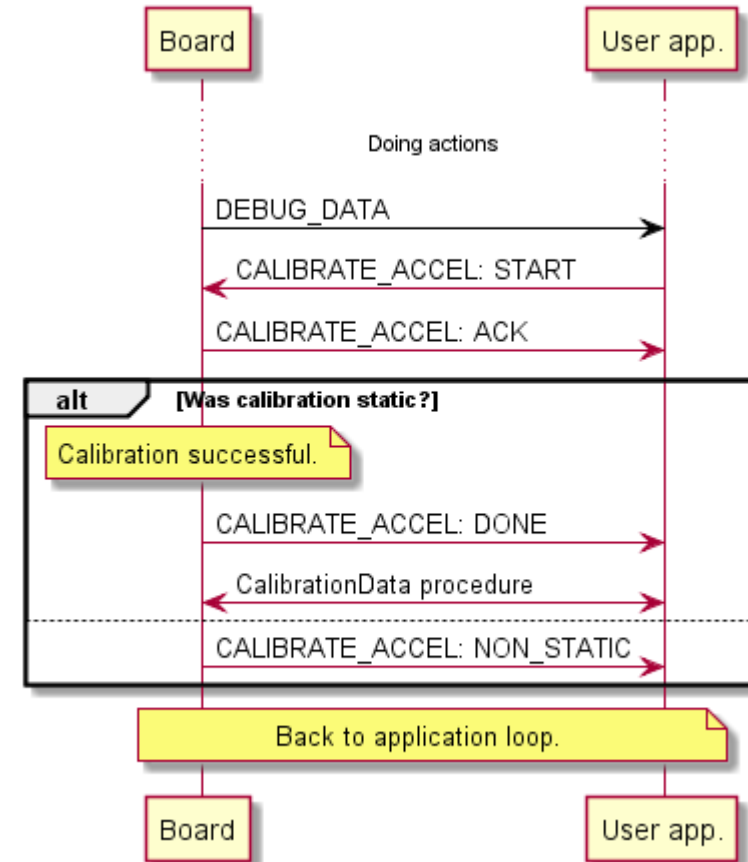 Board
User app.
Doing actions
DEBUG_DATA
CALIBRATE_ACCEL: START
CALIBRATE_ACCEL: ACK
alt
[Was calibration static?]
Calibration successful.
CALIBRATE_ACCEL: DONE
CalibrationData procedure
CALIBRATE_ACCEL: NON_STATIC
Back to application loop.
Board
User app.